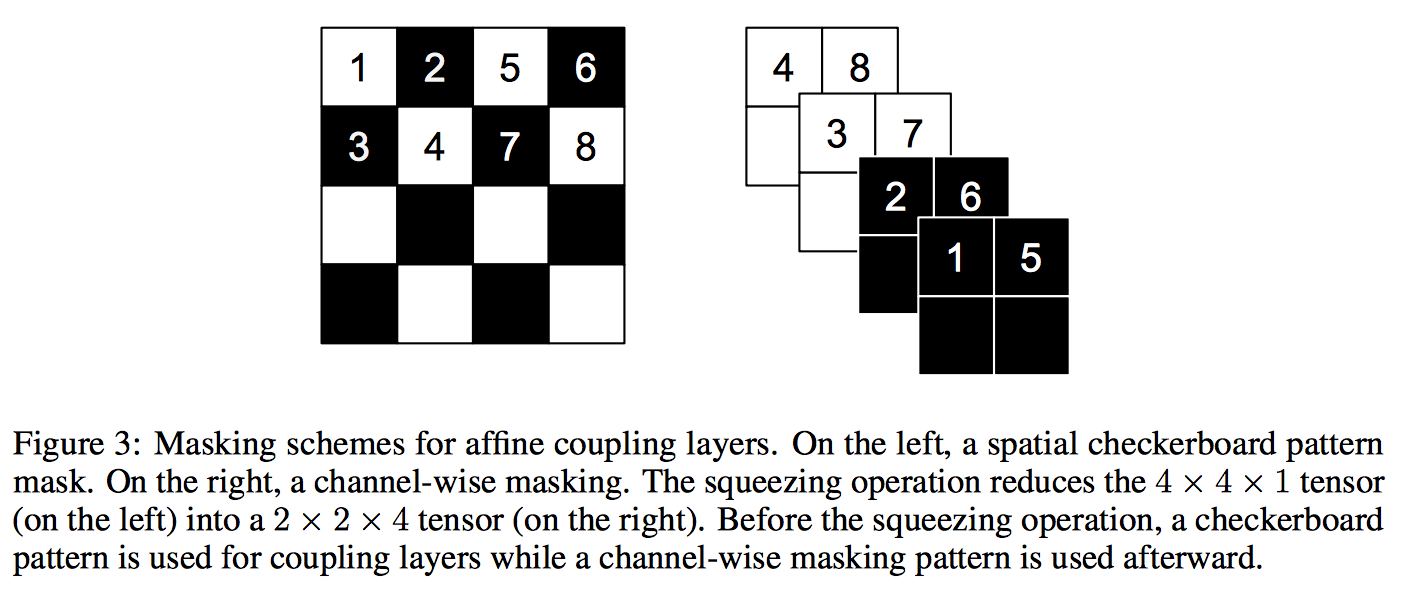 1 2 5 6
3 4 7 8
4 8
3 7
2 6
1 5
Figure 3: Masking schemes for affine coupling layers. On the left, a spatial checkerboard pattern
mask. On the right, a channel-wise masking. The squeezing operation reduces the 4 × 4 × 1 tensor
(on the left) into a 2 × 2 × 4 tensor (on the right). Before the squeezing operation, a checkerboard
pattern is used for coupling layers while a channel-wise masking pattern is used afterward.